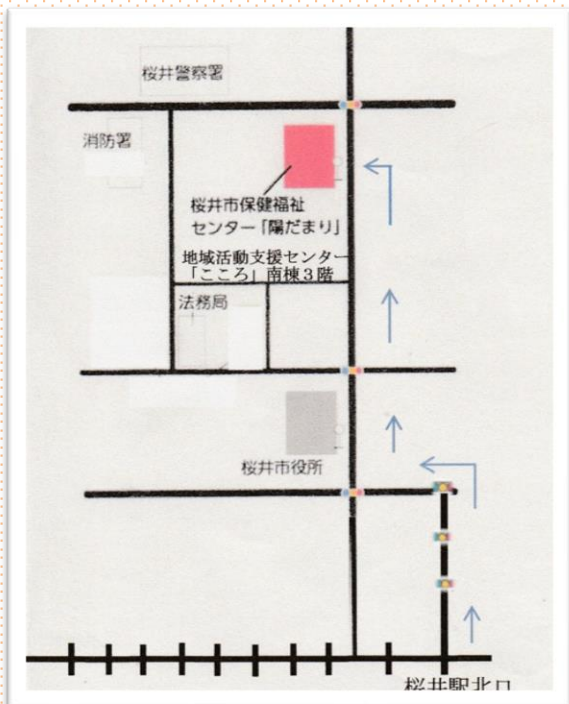 桜井警察署
消防署
桜井市保健福祉
センター「陽だまり」
地域活動支援センター
「こころ」南棟3階
法務局
桜井市役所
桜井駅北口